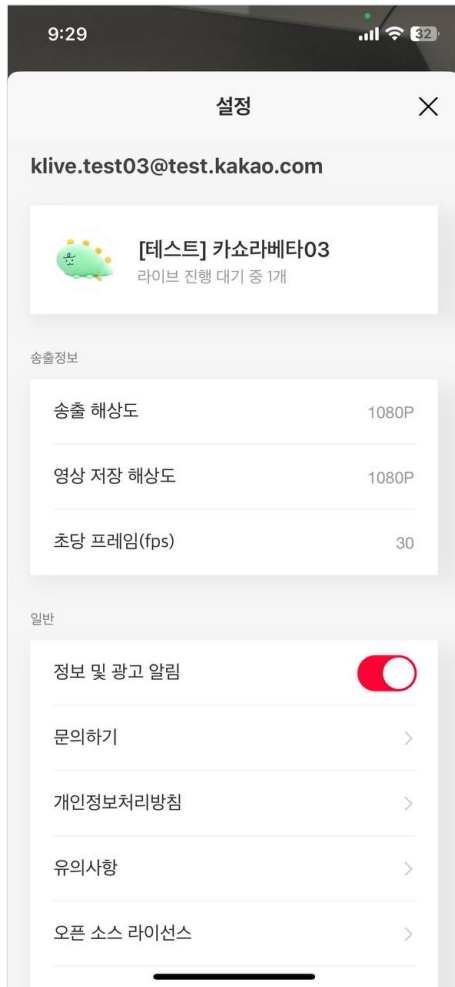 9:29
32
설정
klive.test03@test.kakao.com
[테스트] 카쇼라베타03
라이브 진행 대기 중 1개
송출정보
송출 해상도 1080P
영상 저장 해상도 1080P
초당 프레임(fps) 30
일반
정보 및 광고 알림
문의하기
개인정보처리방침
유의사항
오픈 소스 라이선스